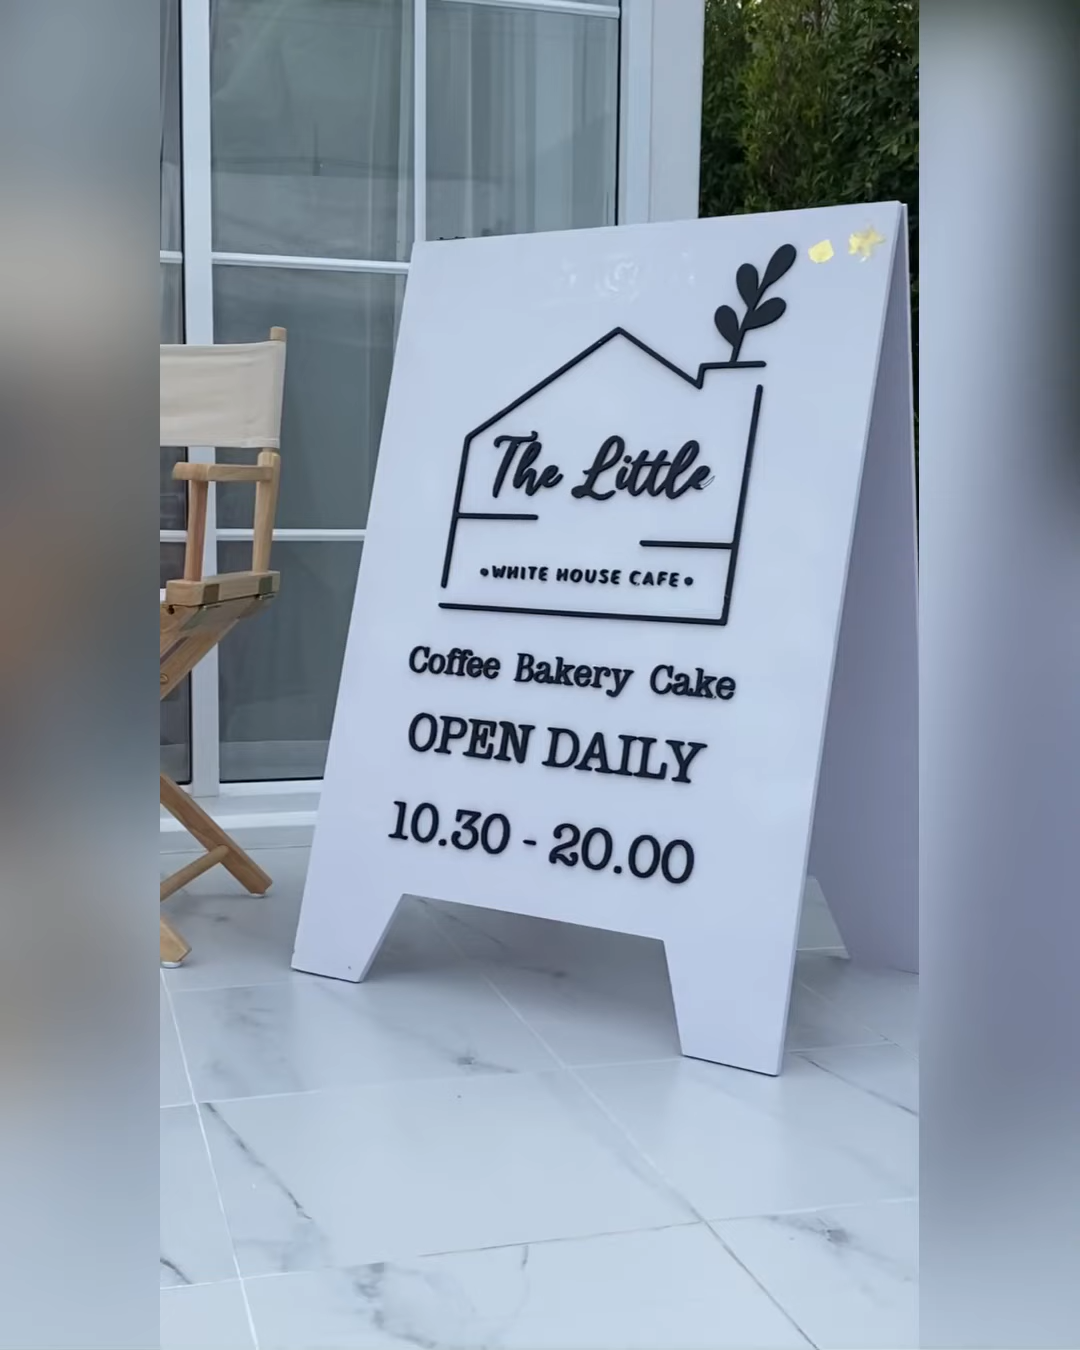 The Little
•WHITE HOUSE CAFE•
Coffee Bakery Cake
OPEN DAILY
10.30 - 20.00